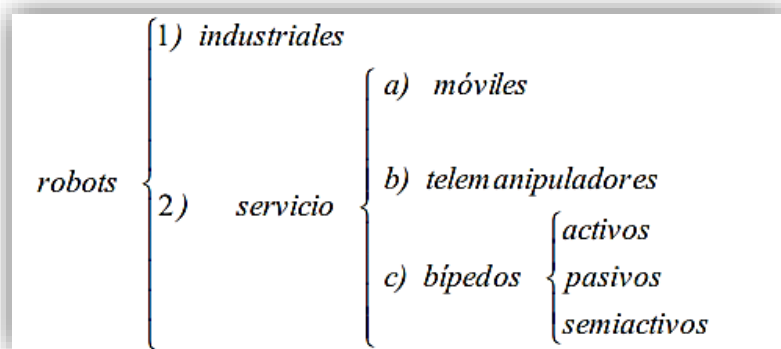 1) industriales
a) móviles
robots
2) servicio
b) telemanipuladores
c) bípedos
activos
pasivos
semiactivos